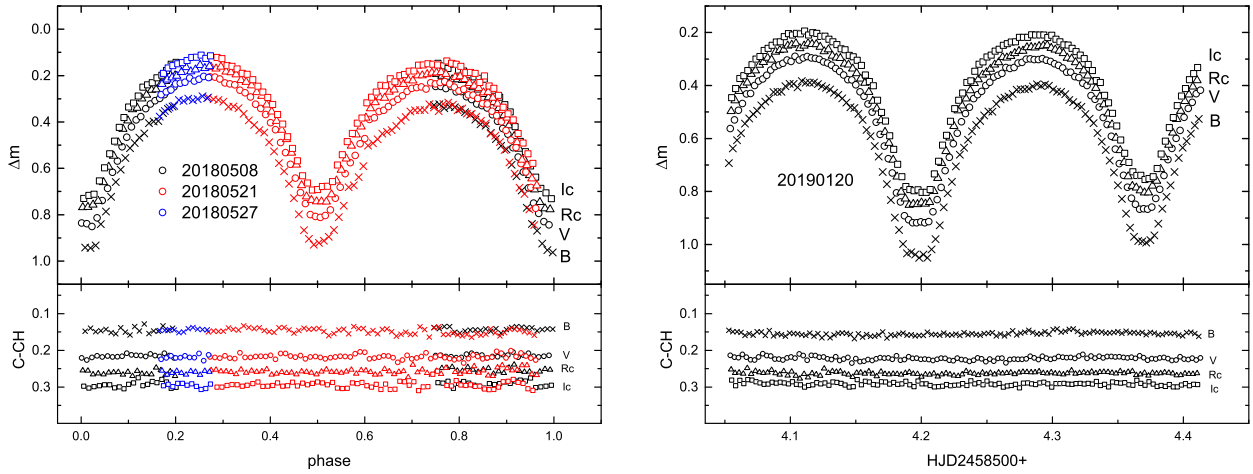 0.0
0.2
0.4
0.6
0.8
1.0
Δm
20180508
20180521
20180527
Ic
Rc
V
B
0.1
0.2
0.3
C-CH
B
V
Rc
Ic
0.0 0.2 0.4 0.6 0.8 1.0
phase
0.2
0.4
0.6
0.8
1.0
Δm
20190120
Ic
Rc
V
B
0.1
0.2
0.3
C-CH
B
V
Rc
Ic
4.1 4.2 4.3 4.4
HJD2458500+